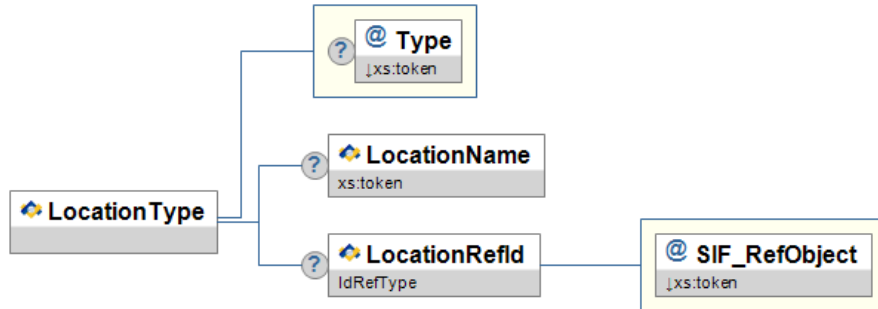 ? @ Type
↓xs:token
? LocationName
xs:token
LocationType
? LocationRefId
IdRefType
@ SIF_RefObject
↓xs:token